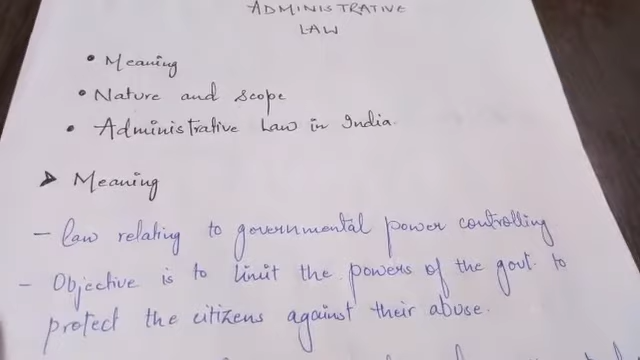 ADMINISTRATIVE
LAW
• Meaning
• Nature and scope
• Administrative Law in India.
➤ Meaning
- law relating to governmental power controlling
- Objective is to limit the powers of the govt. to
protect the citizens against their abuse.